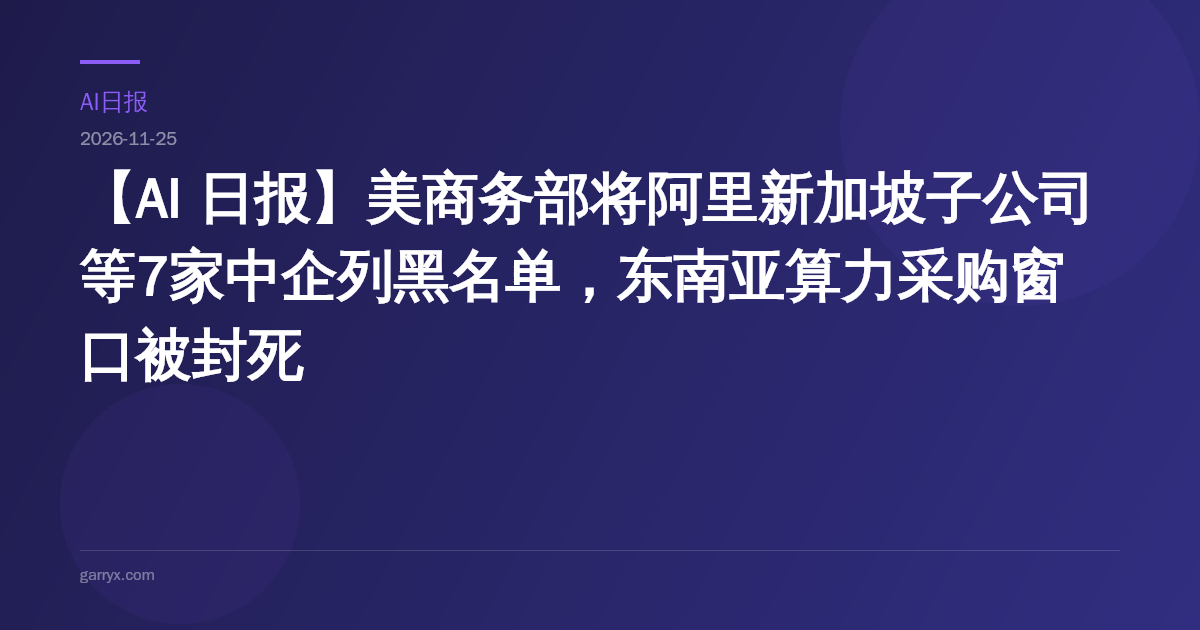 AI日报
2026-11-25
【AI 日报】美商务部将阿里新加坡子公司
等7家中企列黑名单，东南亚算力采购窗
口被封死
garryx.com